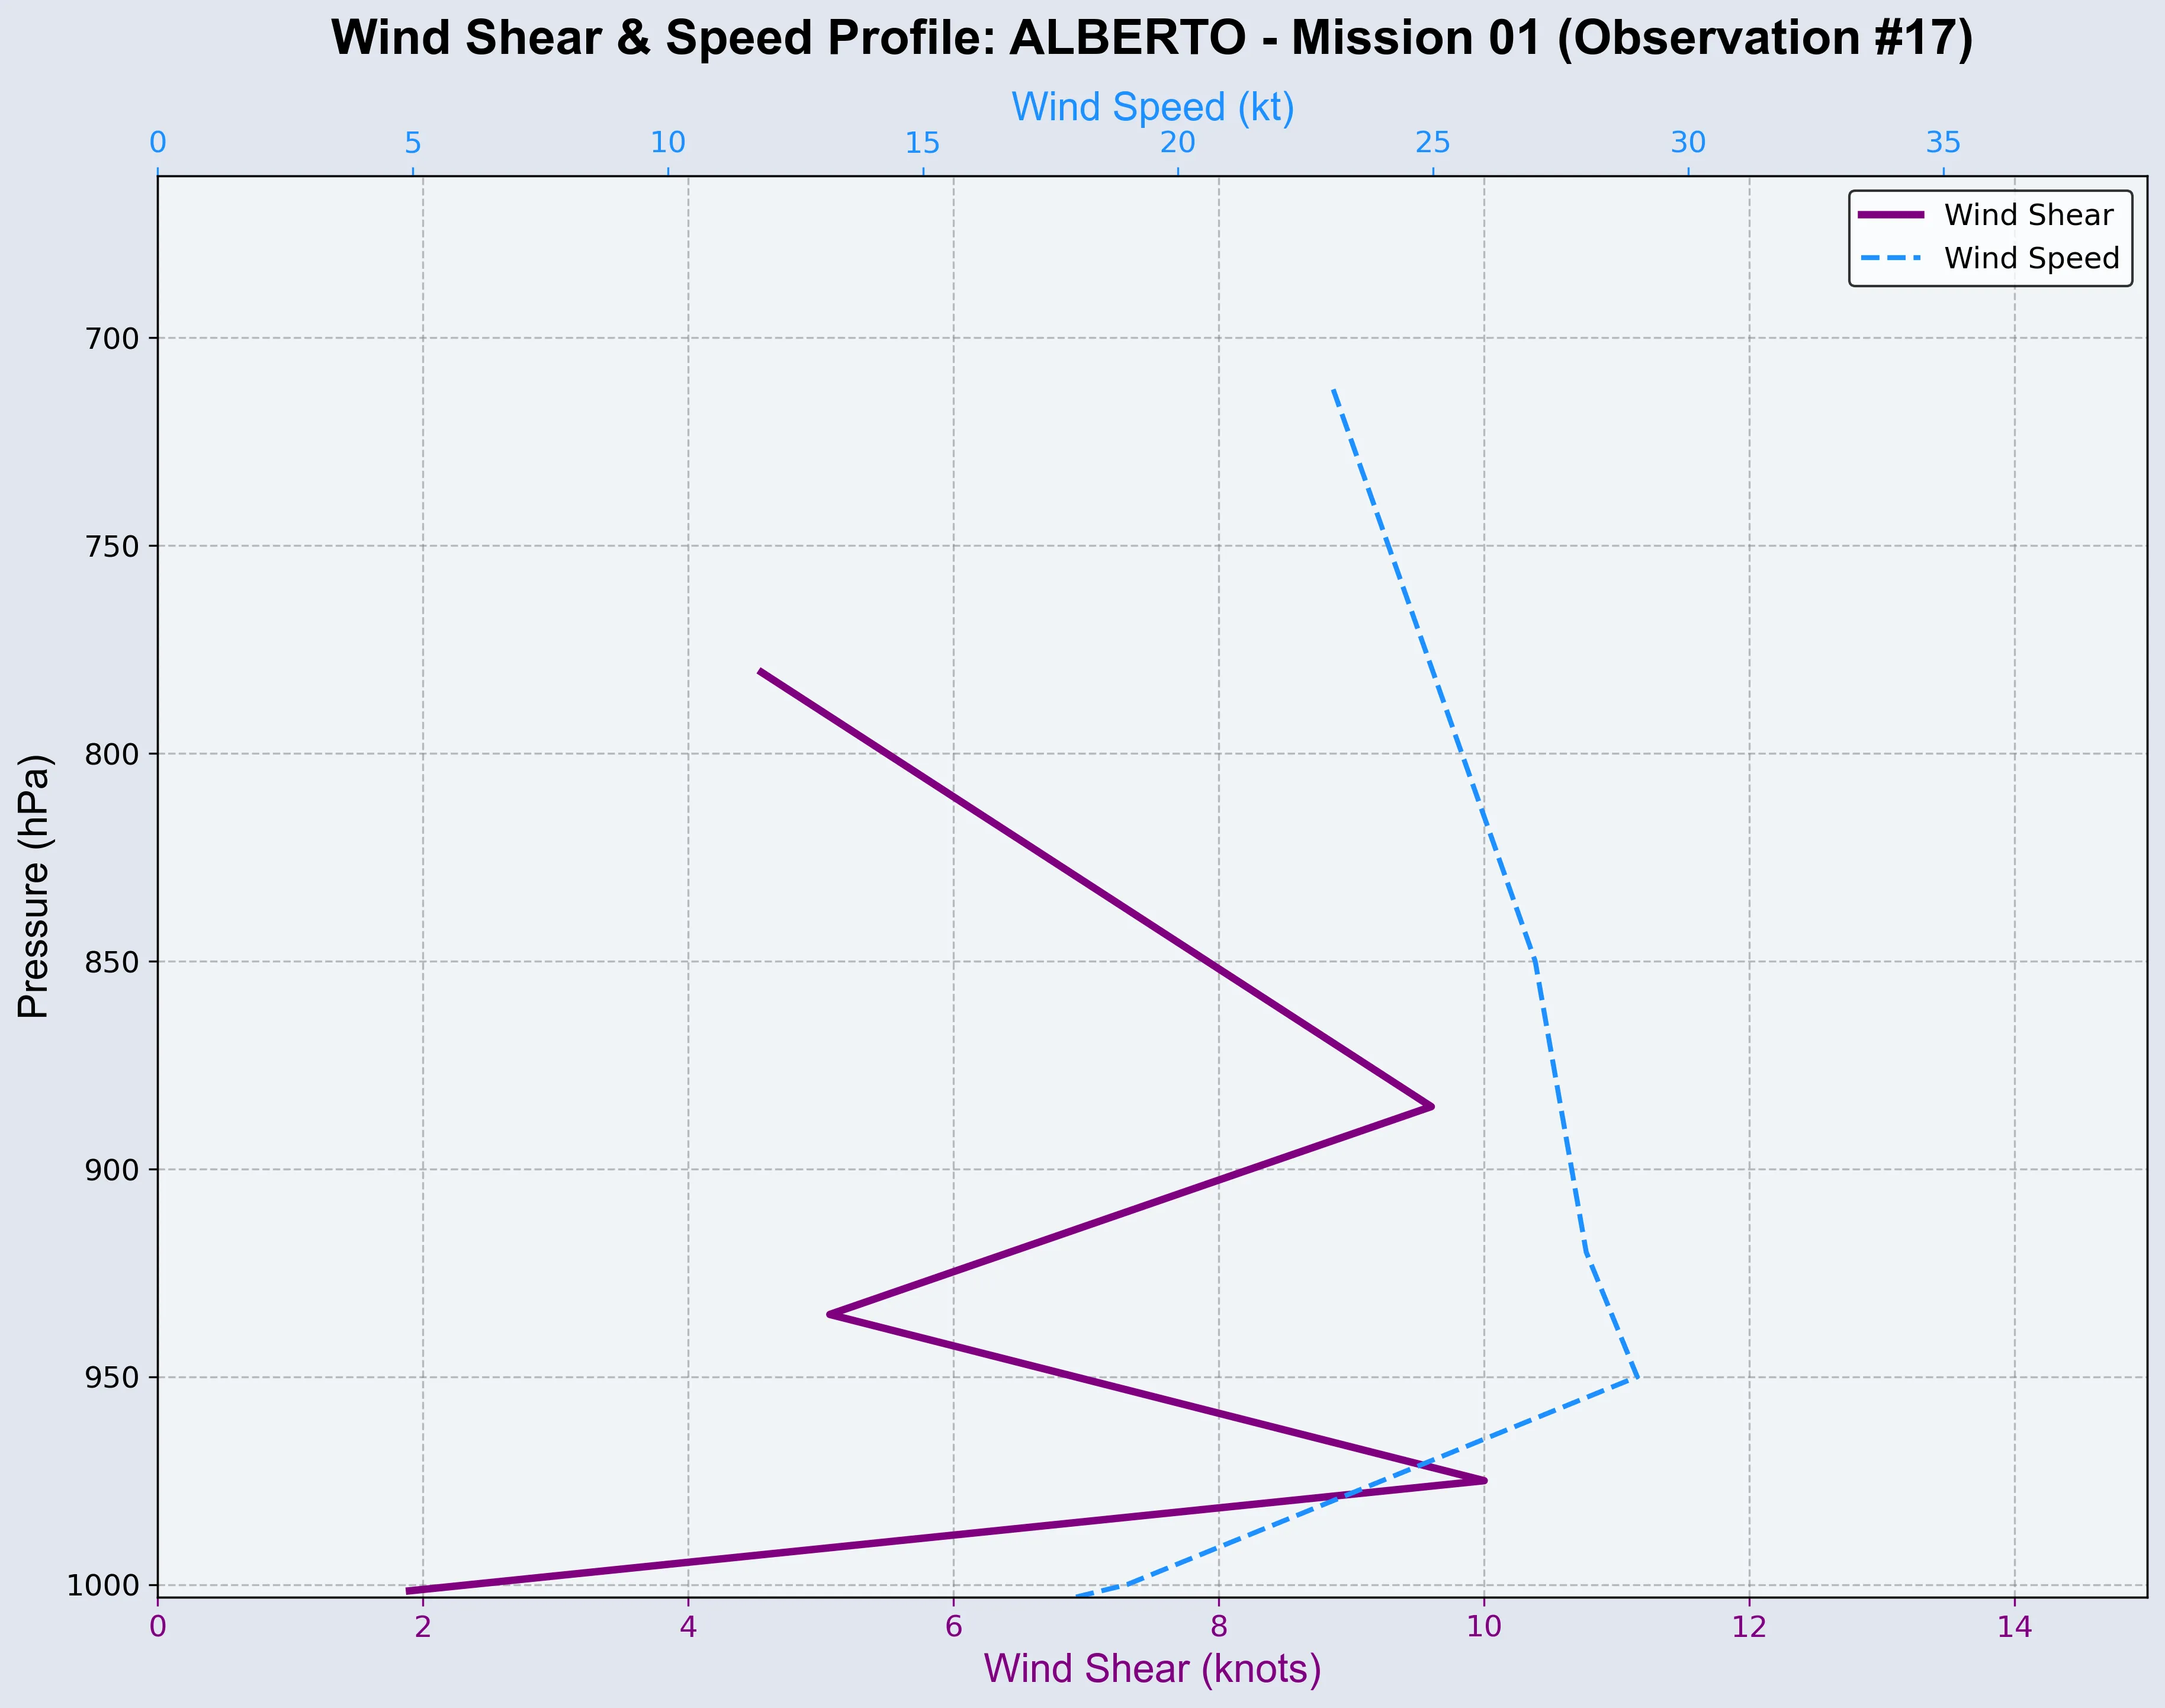 Wind Shear & Speed Profile: ALBERTO - Mission 01 (Observation #17)
Wind Speed (kt)
0 5 10 15 20 25 30 35
Wind Shear
Wind Speed
700
750
800
850
900
950
1000
Pressure (hPa)
0 2 4 6 8 10 12 14
Wind Shear (knots)